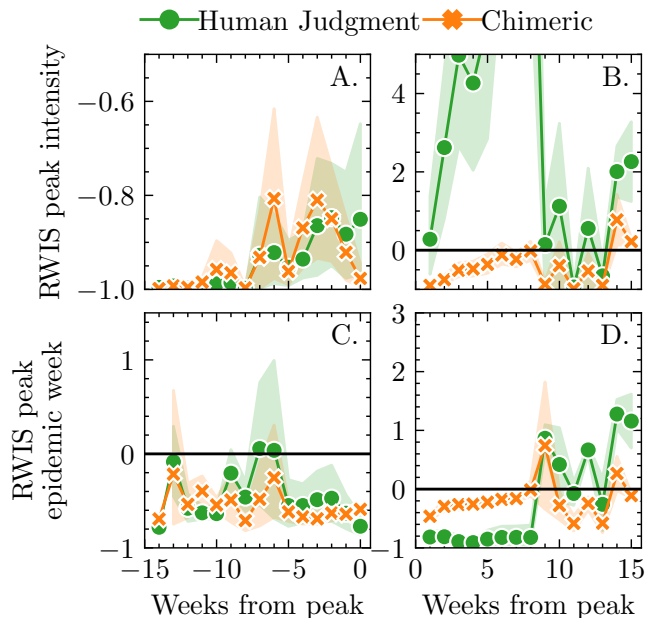 Human Judgment Chimeric
A. B.
RWIS peak intensity
−0.6
−0.8
−1.0
4
2
0
C. D.
RWIS peak
epidemic week
1
0
−1
3
2
1
0
−1
−15 −10 −5 0
0 5 10 15
Weeks from peak Weeks from peak